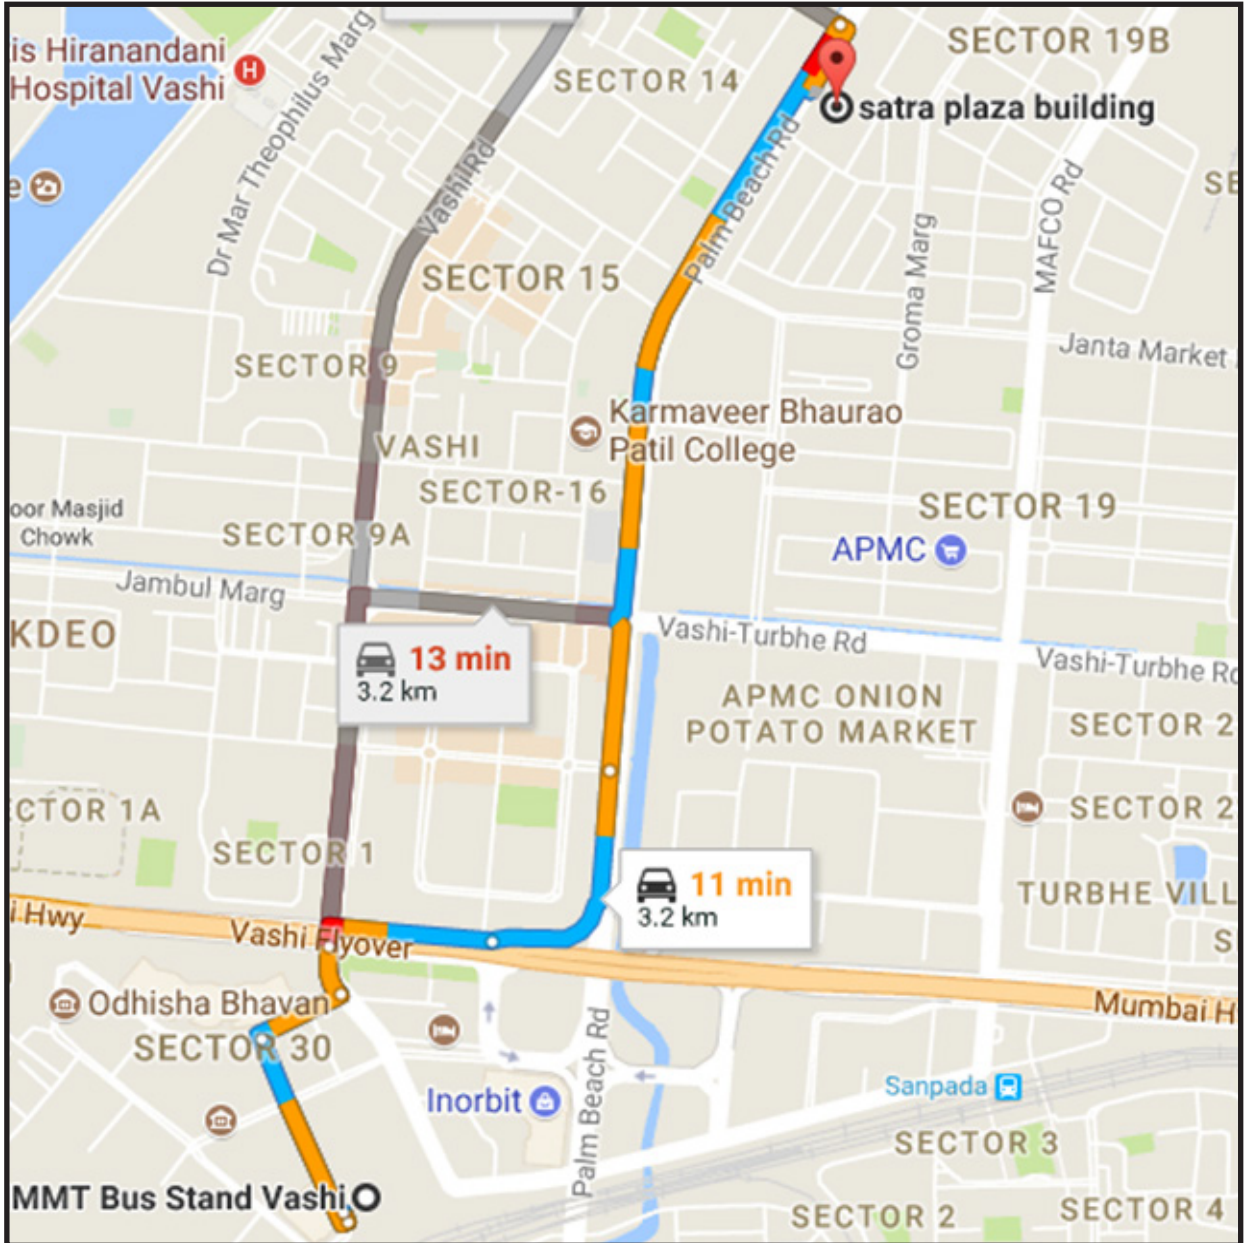 is Hiranandani
Hospital Vashi
Dr Mar Theophilus Marg
SECTOR 14
SECTOR 19B
satra plaza building
Vashi Rd
Palm Beach Rd
MAFCO Rd
Groma Marg
SECTOR 15
SECTOR 9
Janta Market
Karmaveer Bhaurao
Patil College
VASHI
SECTOR-16
SECTOR 19
oor Masjid
Chowk
SECTOR 9A
APMC
Jambul Marg
KDEO
Vashi-Turbhe Rd
Vashi-Turbhe Rd
13 min
3.2 km
APMC ONION
POTATO MARKET
SECTOR 2
ECTOR 1A
SECTOR 2
SECTOR 1
11 min
3.2 km
TURBHE VILL
i Hwy
Vashi Flyover
S
Odhisha Bhavan
Mumbai H
SECTOR 30
Palm Beach Rd
Inorbit
Sanpada
SECTOR 3
MMT Bus Stand Vashi
SECTOR 2
SECTOR 4